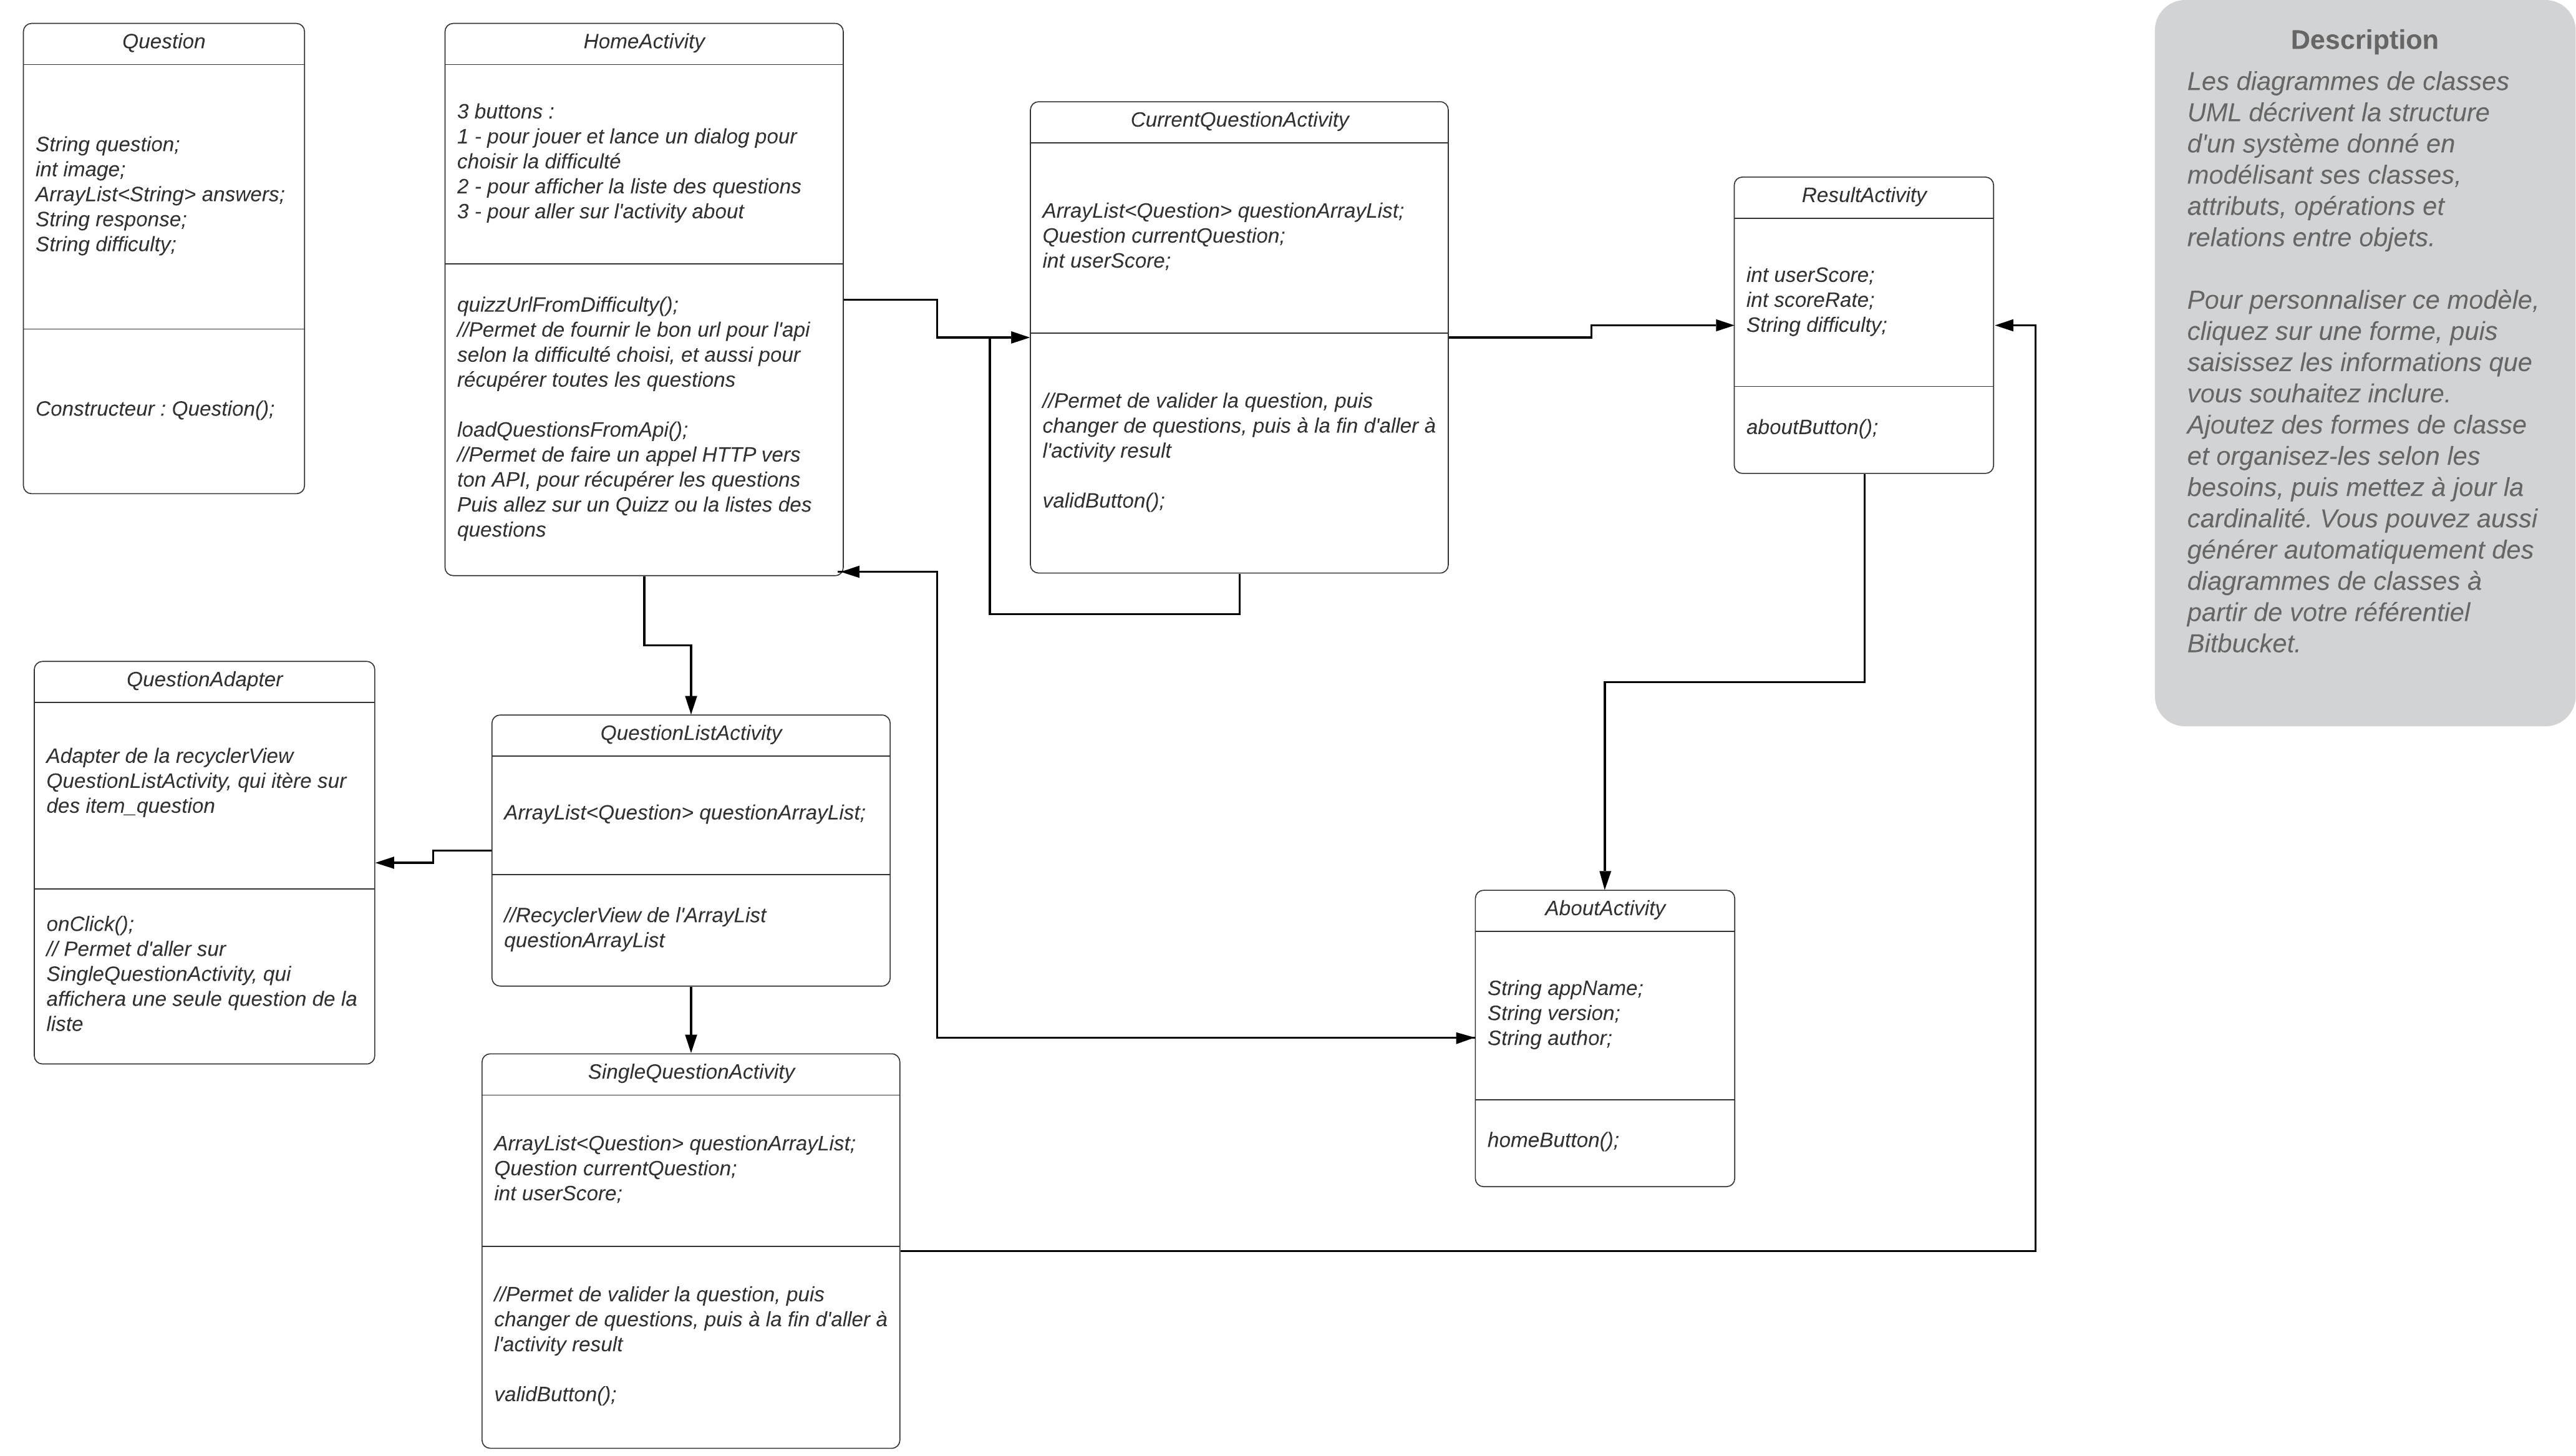 Question
String question;
int image;
ArrayList<String> answers;
String response;
String difficulty;
Constructeur : Question();
HomeActivity
3 buttons :
1 - pour jouer et lance un dialog pour
choisir la difficulté
2 - pour afficher la liste des questions
3 - pour aller sur l'activity about
quizzUrlFromDifficulty();
//Permet de fournir le bon url pour l'api
selon la difficulté choisi, et aussi pour
récupérer toutes les questions
loadQuestionsFromApi();
//Permet de faire un appel HTTP vers
ton API, pour récupérer les questions
Puis allez sur un Quizz ou la listes des
questions
CurrentQuestionActivity
ArrayList<Question> questionArrayList;
Question currentQuestion;
int userScore;
//Permet de valider la question, puis
changer de questions, puis à la fin d'aller à
l'activity result
validButton();
ResultActivity
int userScore;
int scoreRate;
String difficulty;
aboutButton();
Description
Les diagrammes de classes
UML décrivent la structure
d'un système donné en
modélisant ses classes,
attributs, opérations et
relations entre objets.
Pour personnaliser ce modèle,
cliquez sur une forme, puis
saisissez les informations que
vous souhaitez inclure.
Ajoutez des formes de classe
et organisez-les selon les
besoins, puis mettez à jour la
cardinalité. Vous pouvez aussi
générer automatiquement des
diagrammes de classes à
partir de votre référentiel
Bitbucket.
QuestionAdapter
Adapter de la recyclerView
QuestionListActivity, qui itère sur
des item_question
onClick();
// Permet d'aller sur
SingleQuestionActivity, qui
affichera une seule question de la
liste
QuestionListActivity
ArrayList<Question> questionArrayList;
//RecyclerView de l'ArrayList
questionArrayList
AboutActivity
String appName;
String version;
String author;
homeButton();
SingleQuestionActivity
ArrayList<Question> questionArrayList;
Question currentQuestion;
int userScore;
//Permet de valider la question, puis
changer de questions, puis à la fin d'aller à
l'activity result
validButton();